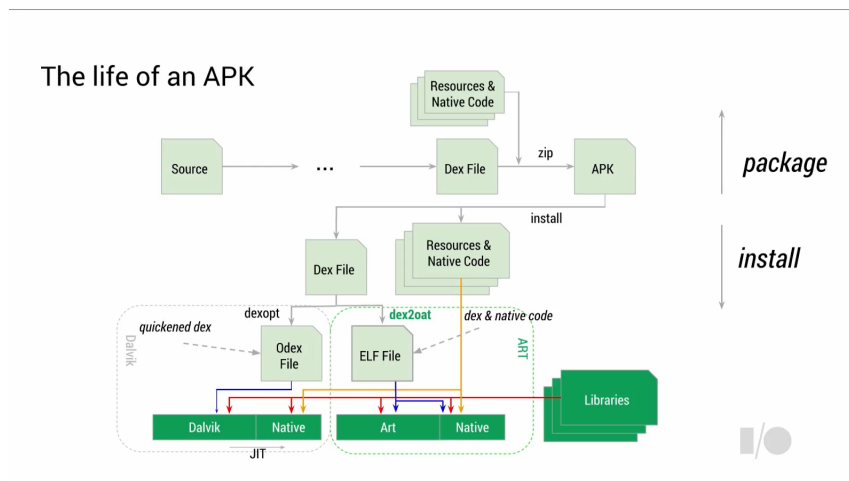 The life of an APK
Resources &
Native Code
Source
...
Dex File
zip
APK
package
install
Dex File
Resources &
Native Code
install
dexopt
dex2oat
quickened dex
dex & native code
Dalvik
Odex
File
ELF File
ART
Libraries
Dalvik
Native
Art
Native
JIT
I/O